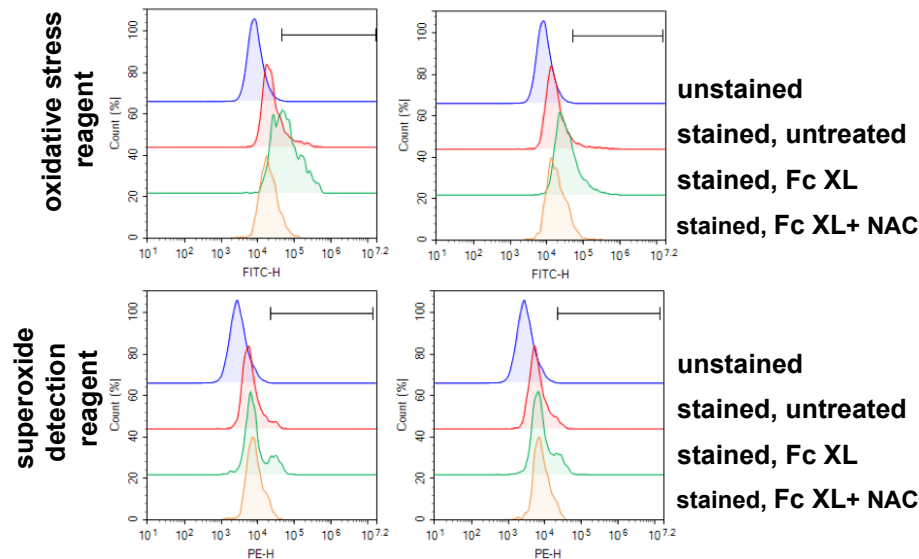 oxidative stress
reagent
Count (%)
100
80
60
40
20
0
10^1 10^2 10^3 10^4 10^5 10^6 10^7.2
FITC-H
Count (%)
100
80
60
40
20
0
10^1 10^2 10^3 10^4 10^5 10^6 10^7.2
FITC-H
unstained
stained, untreated
stained, Fc XL
stained, Fc XL+ NAC
superoxide
detection
reagent
Count (%)
100
80
60
40
20
0
10^1 10^2 10^3 10^4 10^5 10^6 10^7.2
PE-H
Count (%)
100
80
60
40
20
0
10^1 10^2 10^3 10^4 10^5 10^6 10^7.2
PE-H
unstained
stained, untreated
stained, Fc XL
stained, Fc XL+ NAC